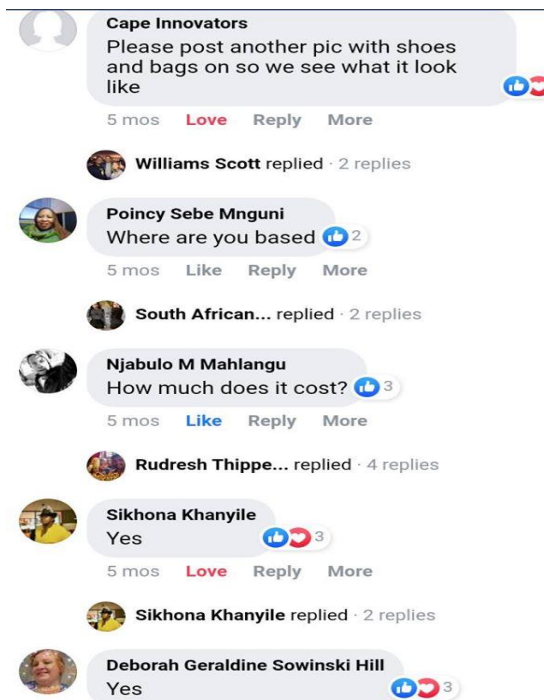 Cape Innovators
Please post another pic with shoes
and bags on so we see what it look
like
5 mos Love Reply More
Williams Scott replied · 2 replies
Poincy Sebe Mnguni
Where are you based 2
5 mos Like Reply More
South African... replied · 2 replies
Njabulo M Mahlangu
How much does it cost? 3
5 mos Like Reply More
Rudresh Thippe... replied · 4 replies
Sikhona Khanyile
Yes 3
5 mos Love Reply More
Sikhona Khanyile replied · 2 replies
Deborah Geraldine Sowinski Hill
Yes 3